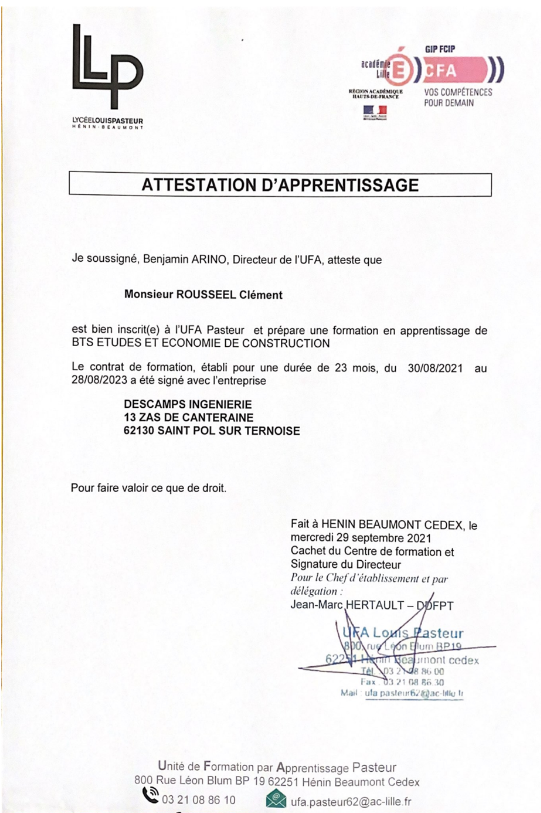 LLP
LYCÉELOUISPASTEUR
HÉNIN-BEAUMONT
GIP FCIP
académie
Lille
É
CFA
RÉGION ACADÉMIQUE
HAUTS-DE-FRANCE
VOS COMPÉTENCES
POUR DEMAIN
ATTESTATION D'APPRENTISSAGE
Je soussigné, Benjamin ARINO, Directeur de l'UFA, atteste que
Monsieur ROUSSEEL Clément
est bien inscrit(e) à l'UFA Pasteur et prépare une formation en apprentissage de
BTS ETUDES ET ECONOMIE DE CONSTRUCTION
Le contrat de formation, établi pour une durée de 23 mois, du 30/08/2021 au
28/08/2023 a été signé avec l'entreprise
DESCAMPS INGENIERIE
13 ZAS DE CANTERAINE
62130 SAINT POL SUR TERNOISE
Pour faire valoir ce que de droit.
Fait à HENIN BEAUMONT CEDEX, le
mercredi 29 septembre 2021
Cachet du Centre de formation et
Signature du Directeur
Pour le Chef d'établissement et par
délégation :
Jean-Marc HERTAULT – DDFPT
UFA Louis Pasteur
800, rue Léon Blum BP19
62251 Hénin Beaumont cedex
Tél. 03 21 08 86 00
Fax 03 21 08 86 30
Mail : ufa.pasteur62@ac-lille.fr
Unité de Formation par Apprentissage Pasteur
800 Rue Léon Blum BP 19 62251 Hénin Beaumont Cedex
03 21 08 86 10 ufa.pasteur62@ac-lille.fr